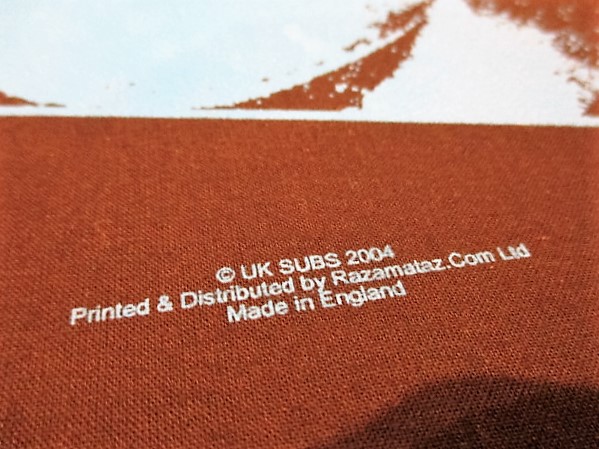 © UK SUBS 2004
Printed & Distributed by Razamataz.Com Ltd
Made in England